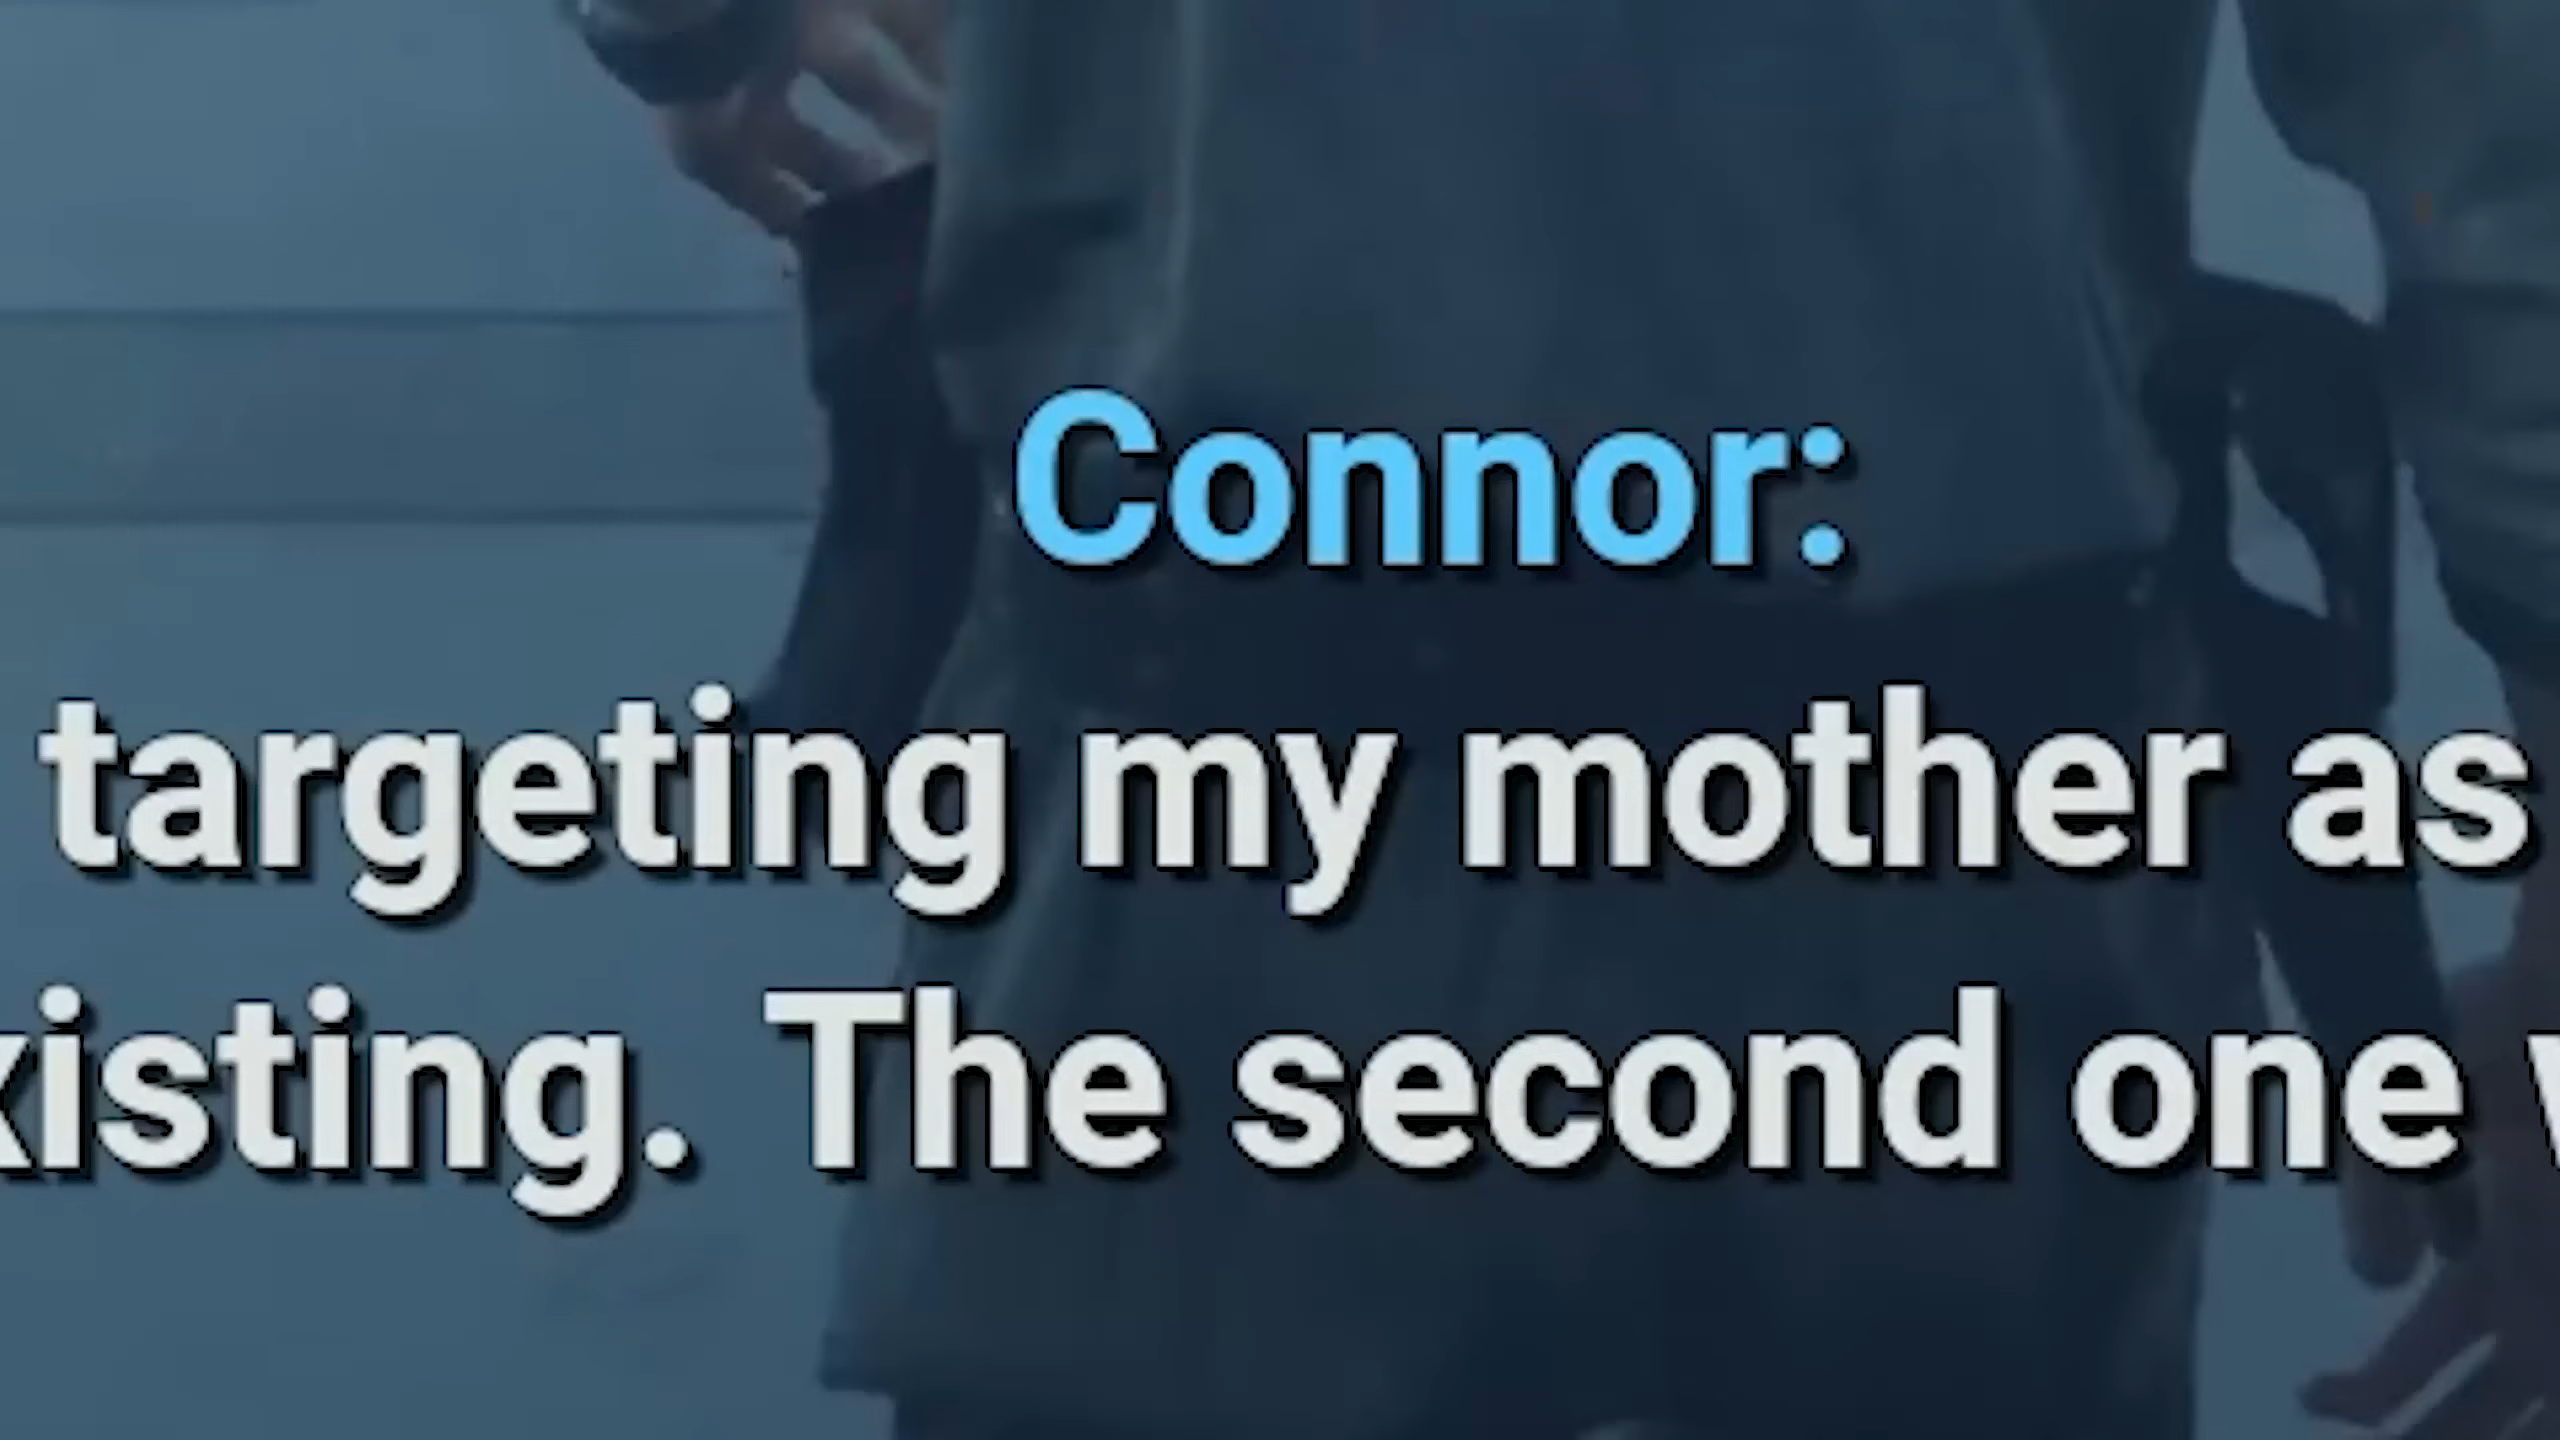 Connor:
targeting my mother as
xisting. The second one